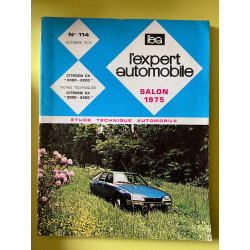 N° 114
OCTOBRE 1975
lea
l'expert
automobile
CITROËN CX
"2000 - 2200"
FICHES TECHNIQUES
CITROËN CX
"2000 - 2200"
SALON
1975
ÉTUDE TECHNIQUE AUTOMOBILE